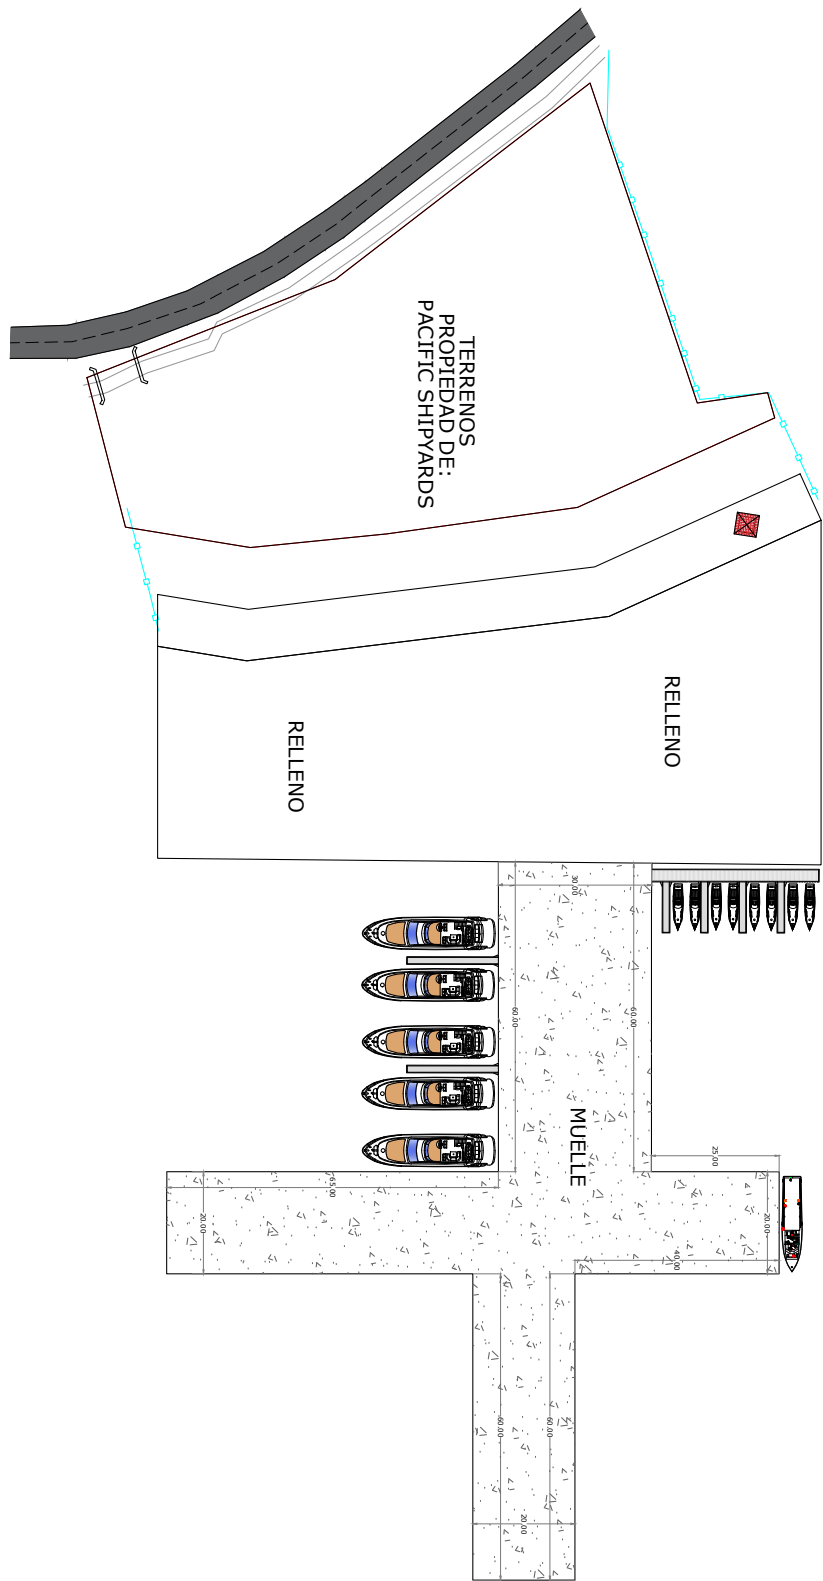 TERRENOS
PROPIEDAD DE:
PACIFIC SHIPYARDS
RELLENO
RELLENO
30.00
60.00
60.00
MUELLE
25.00
65.00
20.00
20.00
40.00
60.00
60.00
20.00